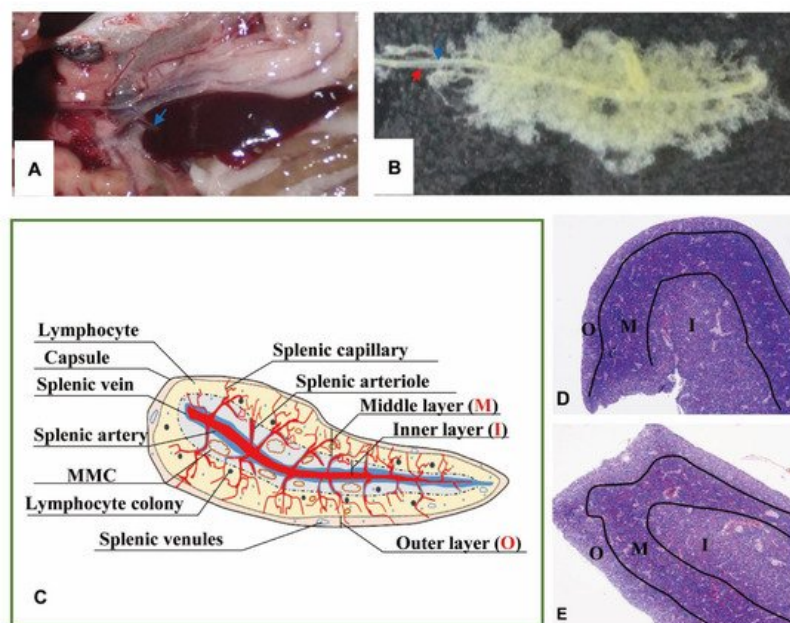 A
B
Lymphocyte
Capsule
Splenic vein
Splenic artery
MMC
Lymphocyte colony
Splenic venules
Splenic capillary
Splenic arteriole
Middle layer (M)
Inner layer (I)
Outer layer (O)
C
O M I
D
O M I
E